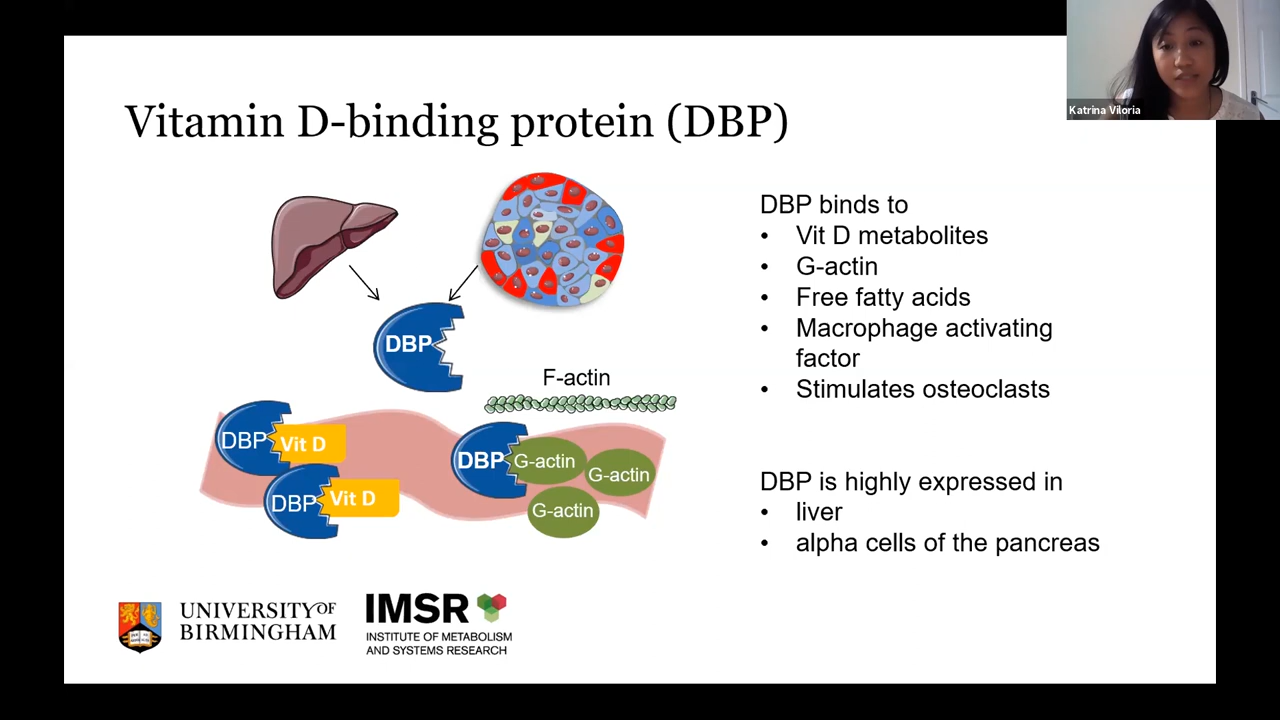 Katrina Viloria
Vitamin D-binding protein (DBP)
DBP
F-actin
DBP
Vit D
DBP
Vit D
DBP
G-actin
G-actin
G-actin
DBP binds to
• Vit D metabolites
• G-actin
• Free fatty acids
• Macrophage activating
factor
• Stimulates osteoclasts
DBP is highly expressed in
• liver
• alpha cells of the pancreas
UNIVERSITY OF
BIRMINGHAM
IMSR
INSTITUTE OF METABOLISM
AND SYSTEMS RESEARCH